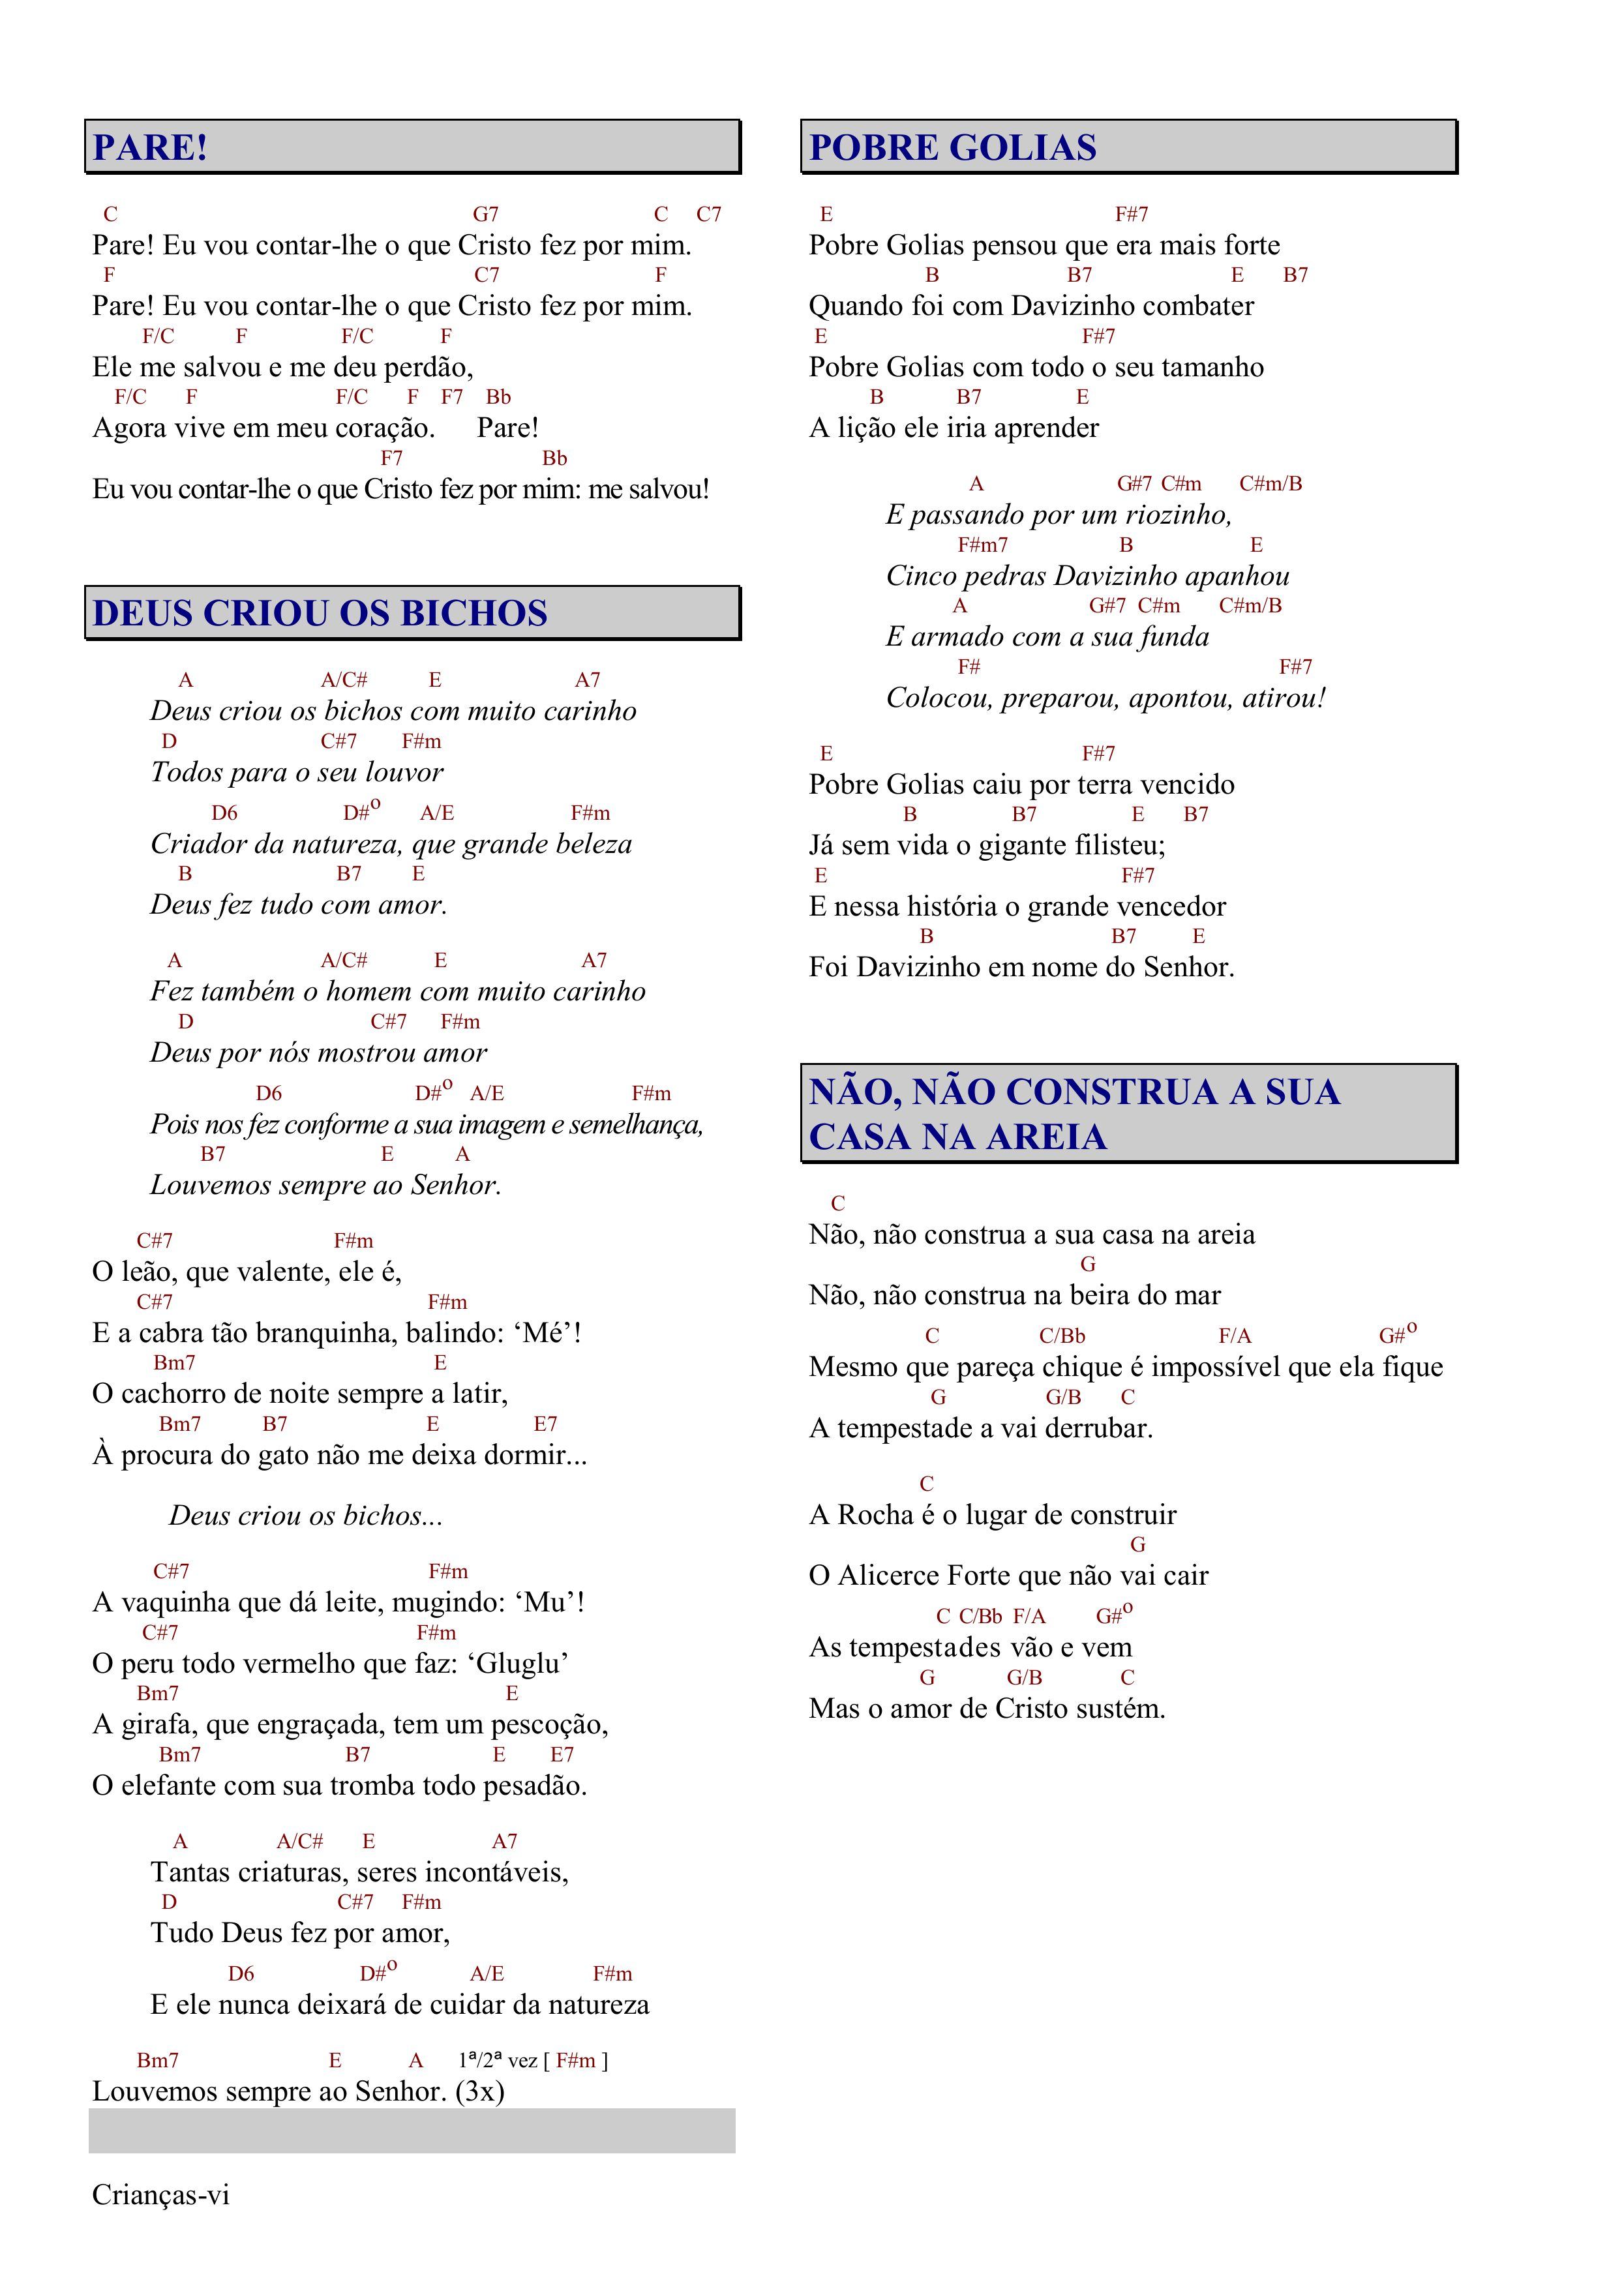 PARE!
C G7 C C7
Pare! Eu vou contar-lhe o que Cristo fez por mim.
F C7 F
Pare! Eu vou contar-lhe o que Cristo fez por mim.
F/C F F/C F
Ele me salvou e me deu perdão,
F/C F F/C F F7 Bb
Agora vive em meu coração. Pare!
F7 Bb
Eu vou contar-lhe o que Cristo fez por mim: me salvou!
DEUS CRIOU OS BICHOS
A A/C# E A7
Deus criou os bichos com muito carinho
D C#7 F#m
Todos para o seu louvor
D6 D#º A/E F#m
Criador da natureza, que grande beleza
B B7 E
Deus fez tudo com amor.
A A/C# E A7
Fez também o homem com muito carinho
D C#7 F#m
Deus por nós mostrou amor
D6 D#º A/E F#m
Pois nos fez conforme a sua imagem e semelhança,
B7 E A
Louvemos sempre ao Senhor.
C#7 F#m
O leão, que valente, ele é,
C#7 F#m
E a cabra tão branquinha, balindo: ‘Mé’!
Bm7 E
O cachorro de noite sempre a latir,
Bm7 B7 E E7
À procura do gato não me deixa dormir...
Deus criou os bichos...
C#7 F#m
A vaquinha que dá leite, mugindo: ‘Mu’!
C#7 F#m
O peru todo vermelho que faz: ‘Gluglu’
Bm7 E
A girafa, que engraçada, tem um pescoção,
Bm7 B7 E E7
O elefante com sua tromba todo pesadão.
A A/C# E A7
Tantas criaturas, seres incontáveis,
D C#7 F#m
Tudo Deus fez por amor,
D6 D#º A/E F#m
E ele nunca deixará de cuidar da natureza
Bm7 E A 1ª/2ª vez [ F#m ]
Louvemos sempre ao Senhor. (3x)
Crianças-vi
POBRE GOLIAS
E F#7
Pobre Golias pensou que era mais forte
B B7 E B7
Quando foi com Davizinho combater
E F#7
Pobre Golias com todo o seu tamanho
B B7 E
A lição ele iria aprender
A G#7 C#m C#m/B
E passando por um riozinho,
F#m7 B E
Cinco pedras Davizinho apanhou
A G#7 C#m C#m/B
E armado com a sua funda
F# F#7
Colocou, preparou, apontou, atirou!
E F#7
Pobre Golias caiu por terra vencido
B B7 E B7
Já sem vida o gigante filisteu;
E F#7
E nessa história o grande vencedor
B B7 E
Foi Davizinho em nome do Senhor.
NÃO, NÃO CONSTRUA A SUA
CASA NA AREIA
C
Não, não construa a sua casa na areia
G
Não, não construa na beira do mar
C C/Bb F/A G#º
Mesmo que pareça chique é impossível que ela fique
G G/B C
A tempestade a vai derrubar.
C
A Rocha é o lugar de construir
G
O Alicerce Forte que não vai cair
C C/Bb F/A G#º
As tempestades vão e vem
G G/B C
Mas o amor de Cristo sustém.